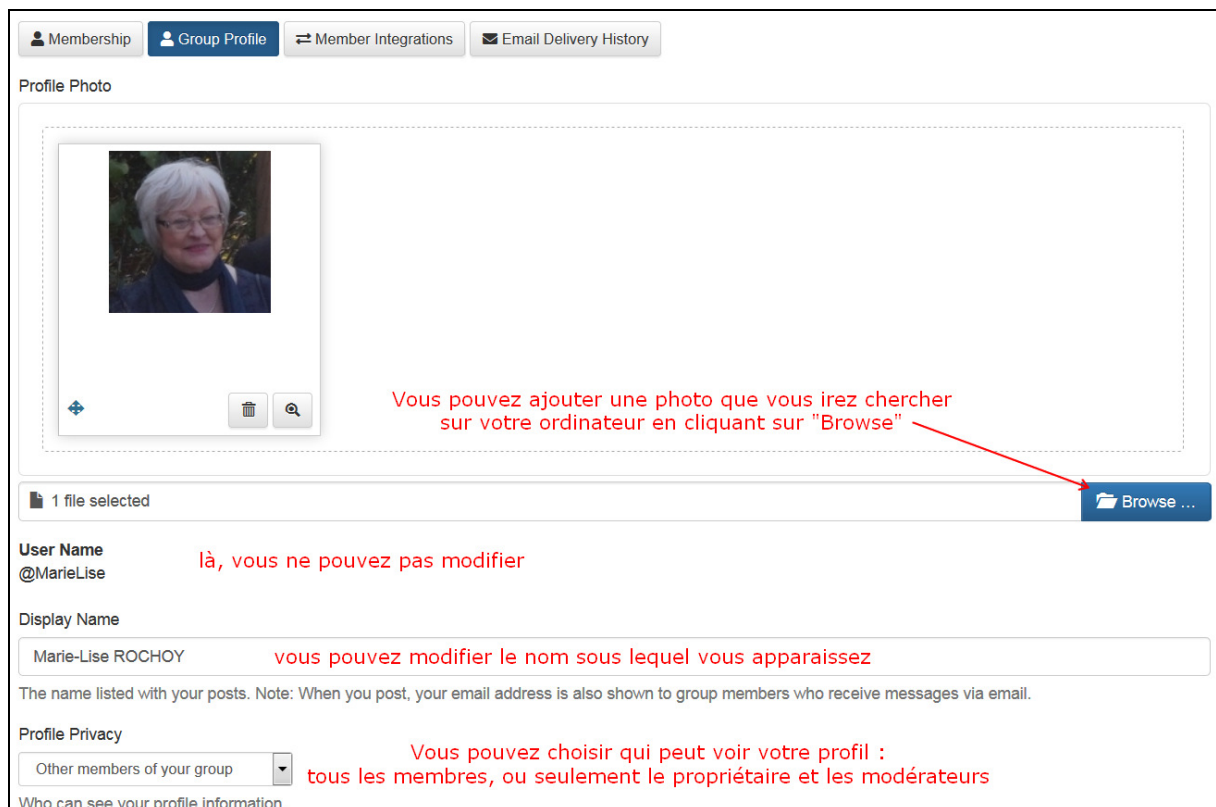 Membership Group Profile Member Integrations Email Delivery History
Profile Photo
Vous pouvez ajouter une photo que vous irez chercher
sur votre ordinateur en cliquant sur "Browse"
1 file selected Browse ...
User Name
@MarieLise
là, vous ne pouvez pas modifier
Display Name
Marie-Lise ROCHOY vous pouvez modifier le nom sous lequel vous apparaissez
The name listed with your posts. Note: When you post, your email address is also shown to group members who receive messages via email.
Profile Privacy
Other members of your group
Vous pouvez choisir qui peut voir votre profil :
tous les membres, ou seulement le propriétaire et les modérateurs
Who can see your profile information